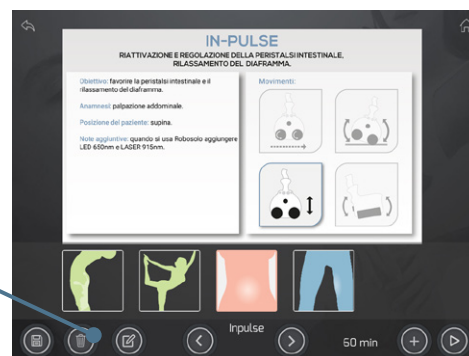 IN-PULSE
RIATTIVAZIONE E REGOLAZIONE DELLA PERISTALSI INTESTINALE,
RILASSAMENTO DEL DIAFRAMMA.
Obiettivo: favorire la peristalsi intestinale e il
rilassamento del diaframma.
Anamnesi: palpazione addominale.
Posizione del paziente: supina.
Note aggiuntive: quando si usa Robosolo aggiungere
LED 650nm e LASER 915nm.
Movimenti:
Inpulse
50 min